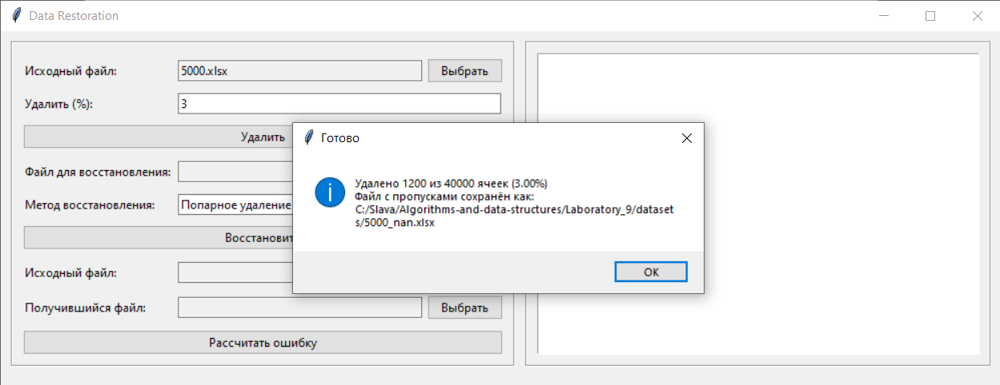 Data Restoration
Исходный файл:
5000.xlsx
Выбрать
Удалить (%):
3
Удалить
Файл для восстановления:
Метод восстановления:
Попарное удаление
Восстановит
Исходный файл:
Получившийся файл:
Выбрать
Рассчитать ошибку
Готово
Удалено 1200 из 40000 ячеек (3.00%)
Файл с пропусками сохранён как:
C:/Slava/Algorithms-and-data-structures/Laboratory_9/dataset
s/5000_nan.xlsx
OK